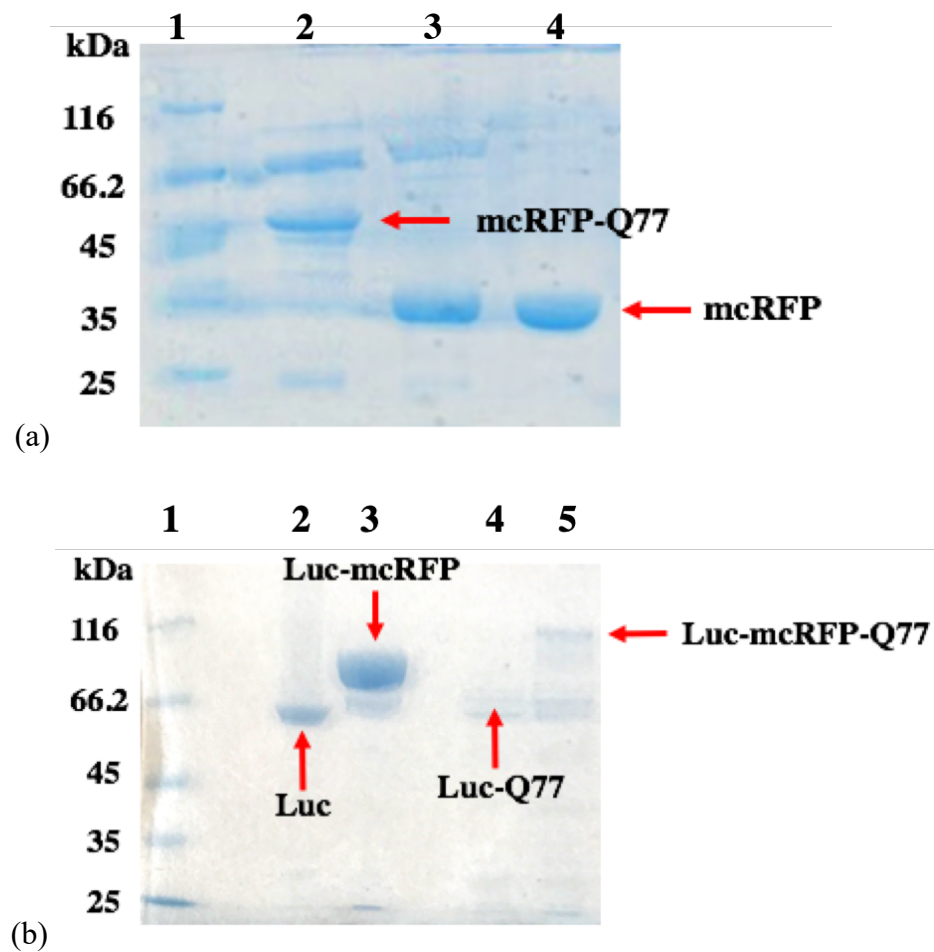 1 2 3 4
kDa
116
66.2
mcRFP-Q77
45
mcRFP
35
25
(a)
1 2 3 4 5
kDa
Luc-mcRFP
116
Luc-mcRFP-Q77
66.2
45
Luc
Luc-Q77
35
25
(b)